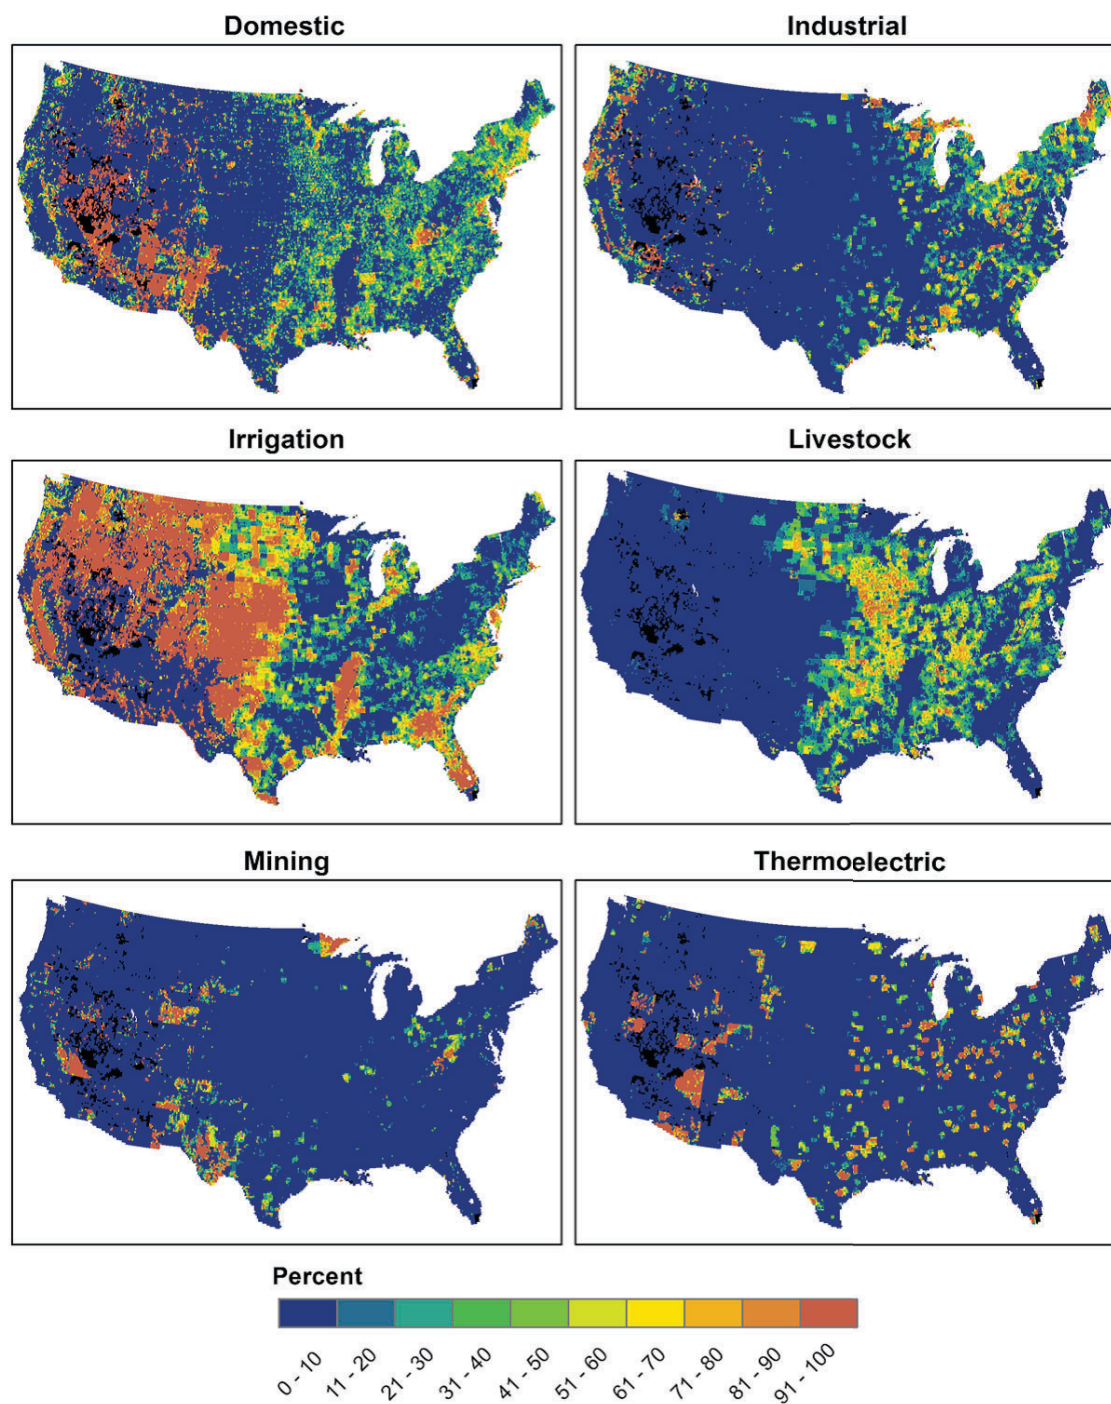 Domestic
Industrial
Irrigation
Livestock
Mining
Thermoelectric
Percent
0 - 10
11 - 20
21 - 30
31 - 40
41 - 50
51 - 60
61 - 70
71 - 80
81 - 90
91 - 100